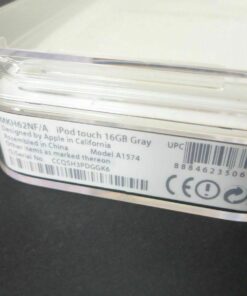 MKH62NF/A iPod touch 16GB Gray
Designed by Apple in California
Assembled in China Model A1574
Other items as marked thereon
Serial No. CCQSH3PDGGK6
UPC
8884623506
CE